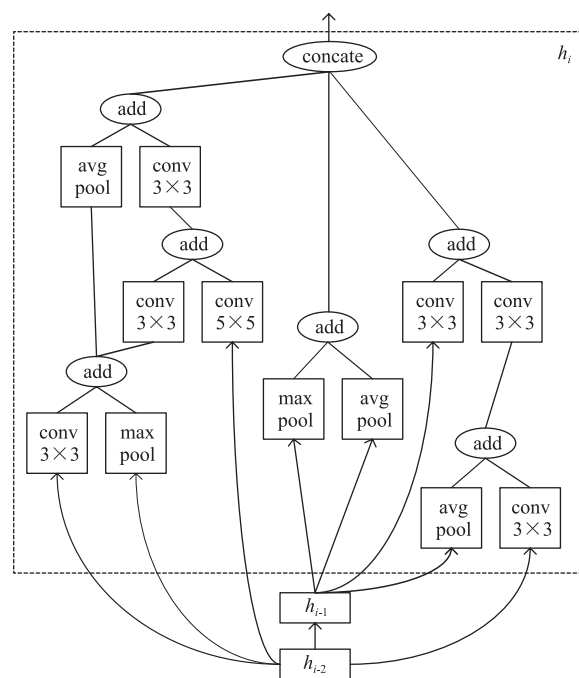 concate
h_i
add
avg
pool
conv
3×3
add
add
conv
3×3
conv
5×5
conv
3×3
conv
3×3
add
add
conv
3×3
max
pool
max
pool
avg
pool
add
avg
pool
conv
3×3
h_{i-1}
h_{i-2}